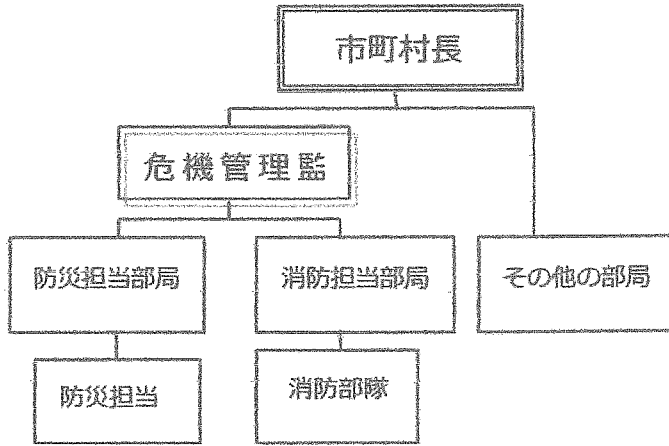 市町村長
危機管理監
防災担当部局
消防担当部局
その他の部局
防災担当
消防部隊